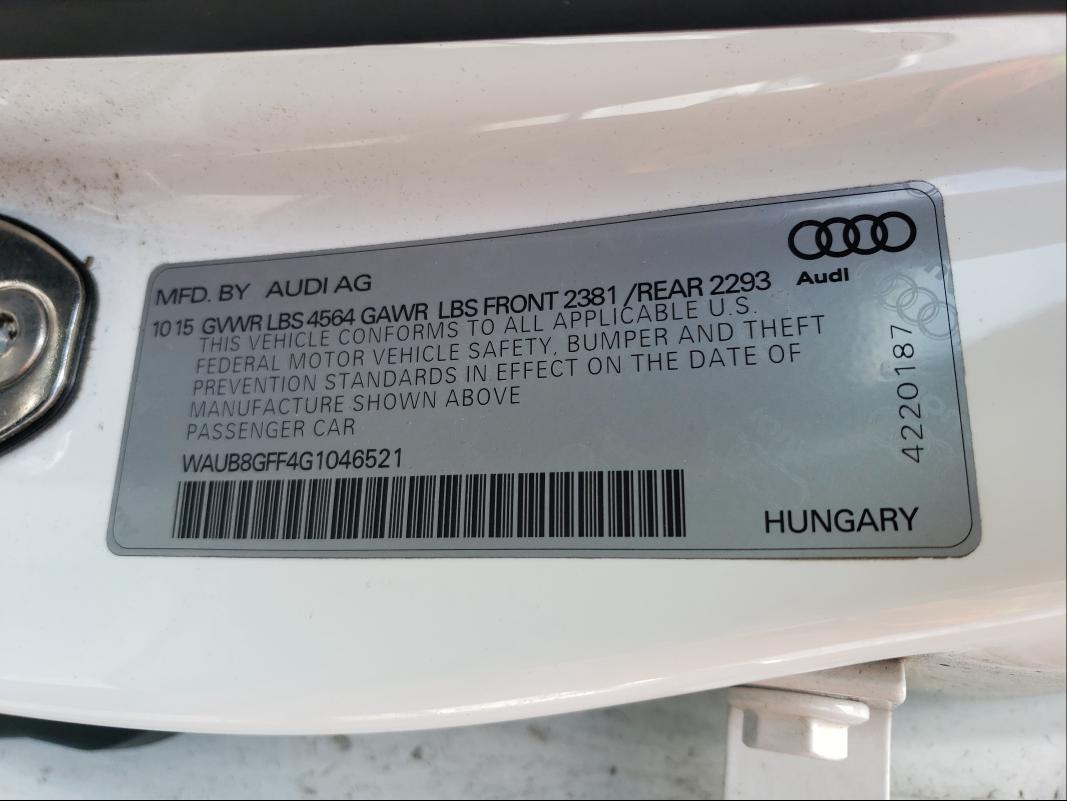 MFD. BY AUDI AG
10 15 GVWR LBS 4564 GAWR LBS FRONT 2381 /REAR 2293
THIS VEHICLE CONFORMS TO ALL APPLICABLE U.S.
FEDERAL MOTOR VEHICLE SAFETY, BUMPER AND THEFT
PREVENTION STANDARDS IN EFFECT ON THE DATE OF
MANUFACTURE SHOWN ABOVE
PASSENGER CAR
WAUB8GFF4G1046521
Audi
4220187
HUNGARY